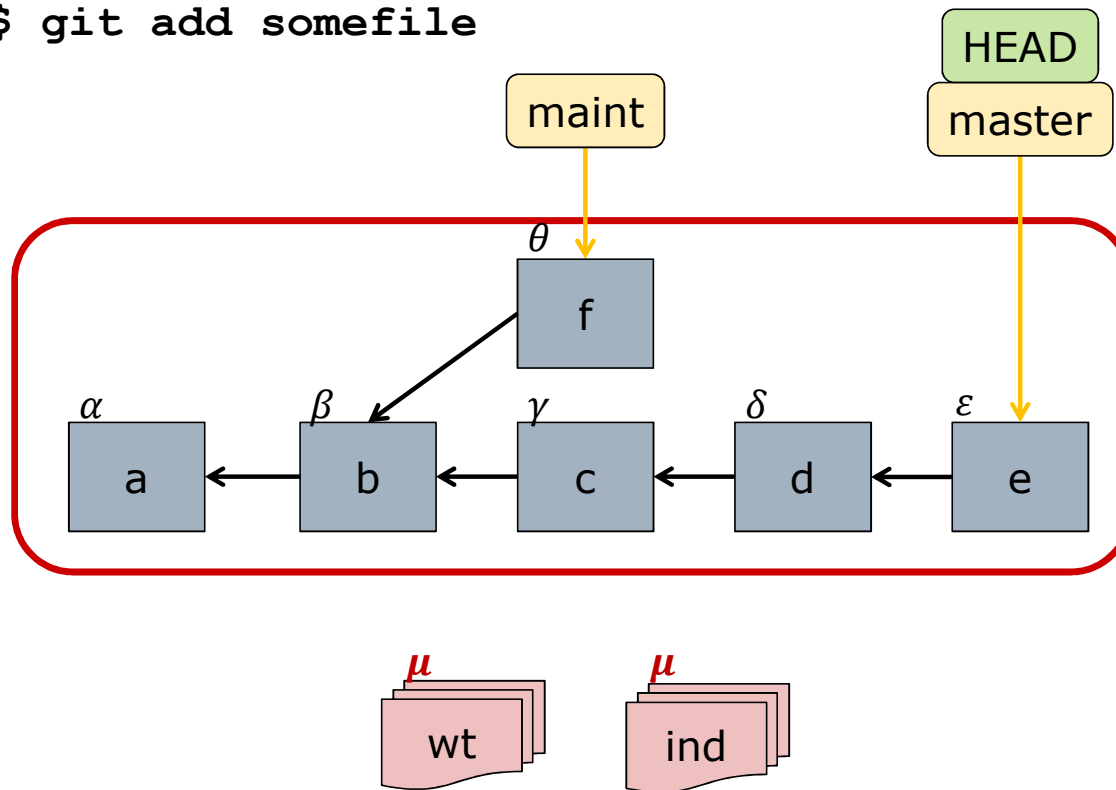 $ git add somefile
HEAD
maint
master
θ
f
α
β
γ
δ
ε
a
b
c
d
e
μ
μ
wt
ind